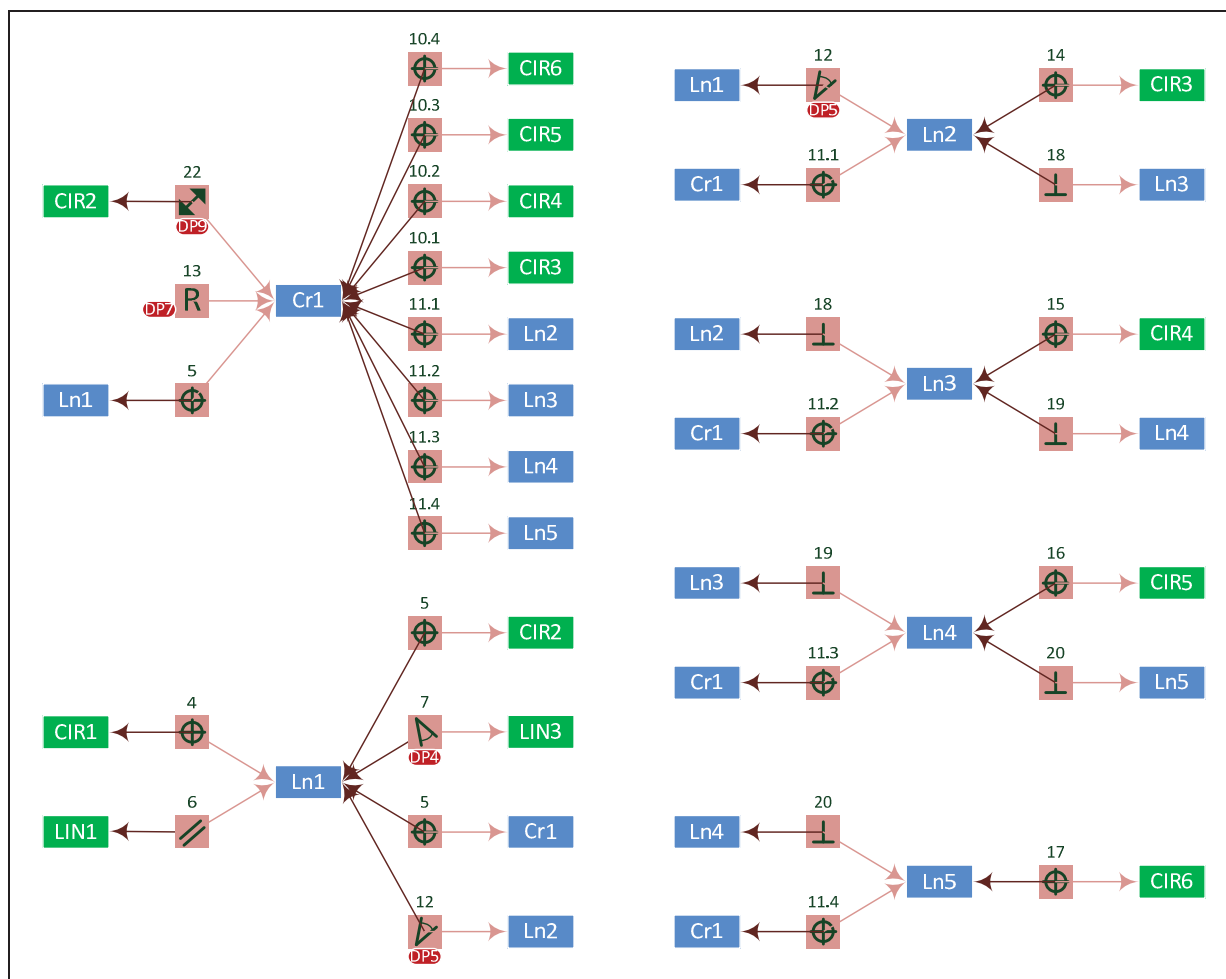 10.4
CIR6
10.3
CIR5
22
10.2
CIR2
CIR4
DP9
10.1
13
CIR3
DP7
R
Cr1
11.1
Ln2
5
11.2
Ln1
Ln3
11.3
Ln4
11.4
Ln5
5
CIR2
4
7
CIR1
LIN3
DP4
Ln1
6
5
LIN1
Cr1
12
Ln2
DP5
12
14
Ln1
CIR3
DP5
Ln2
11.1
18
Cr1
Ln3
18
15
Ln2
CIR4
Ln3
11.2
19
Cr1
Ln4
19
16
Ln3
CIR5
Ln4
11.3
20
Cr1
Ln5
20
Ln4
17
Ln5
CIR6
11.4
Cr1